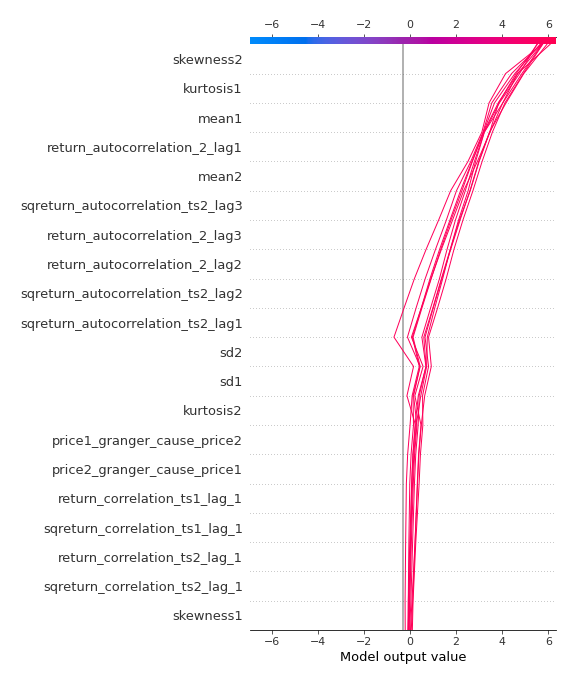 −6 −4 −2 0 2 4 6
skewness2
kurtosis1
mean1
return_autocorrelation_2_lag1
mean2
sqreturn_autocorrelation_ts2_lag3
return_autocorrelation_2_lag3
return_autocorrelation_2_lag2
sqreturn_autocorrelation_ts2_lag2
sqreturn_autocorrelation_ts2_lag1
sd2
sd1
kurtosis2
price1_granger_cause_price2
price2_granger_cause_price1
return_correlation_ts1_lag_1
sqreturn_correlation_ts1_lag_1
return_correlation_ts2_lag_1
sqreturn_correlation_ts2_lag_1
skewness1
−6 −4 −2 0 2 4 6
Model output value